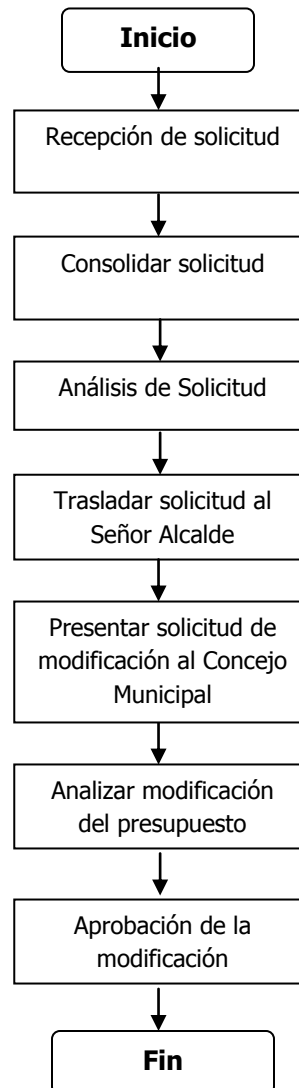 Inicio
Recepción de solicitud
Consolidar solicitud
Análisis de Solicitud
Trasladar solicitud al
Señor Alcalde
Presentar solicitud de
modificación al Concejo
Municipal
Analizar modificación
del presupuesto
Aprobación de la
modificación
Fin